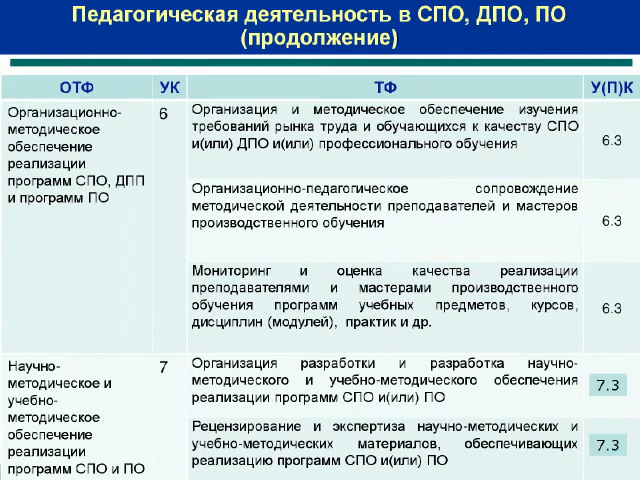 Педагогическая деятельность в СПО, ДПО, ПО
(продолжение)
ОТФ УК ТФ У(П)К
Организационно-
методическое
обеспечение
реализации
программ СПО, ДПП
и программ ПО
6
Организация и методическое обеспечение изучения
требований рынка труда и обучающихся к качеству СПО
и(или) ДПО и(или) профессионального обучения
6.3
Организационно-педагогическое сопровождение
методической деятельности преподавателей и мастеров
производственного обучения
6.3
Мониторинг и оценка качества реализации
преподавателями и мастерами производственного
обучения программ учебных предметов, курсов,
дисциплин (модулей), практик и др.
6.3
Научно-
методическое и
учебно-
методическое
обеспечение
реализации
программ СПО и ПО
7
Организация разработки и разработка научно-
методического и учебно-методического обеспечения
реализации программ СПО и(или) ПО
7.3
Рецензирование и экспертиза научно-методических и
учебно-методических материалов, обеспечивающих
реализацию программ СПО и(или) ПО
7.3